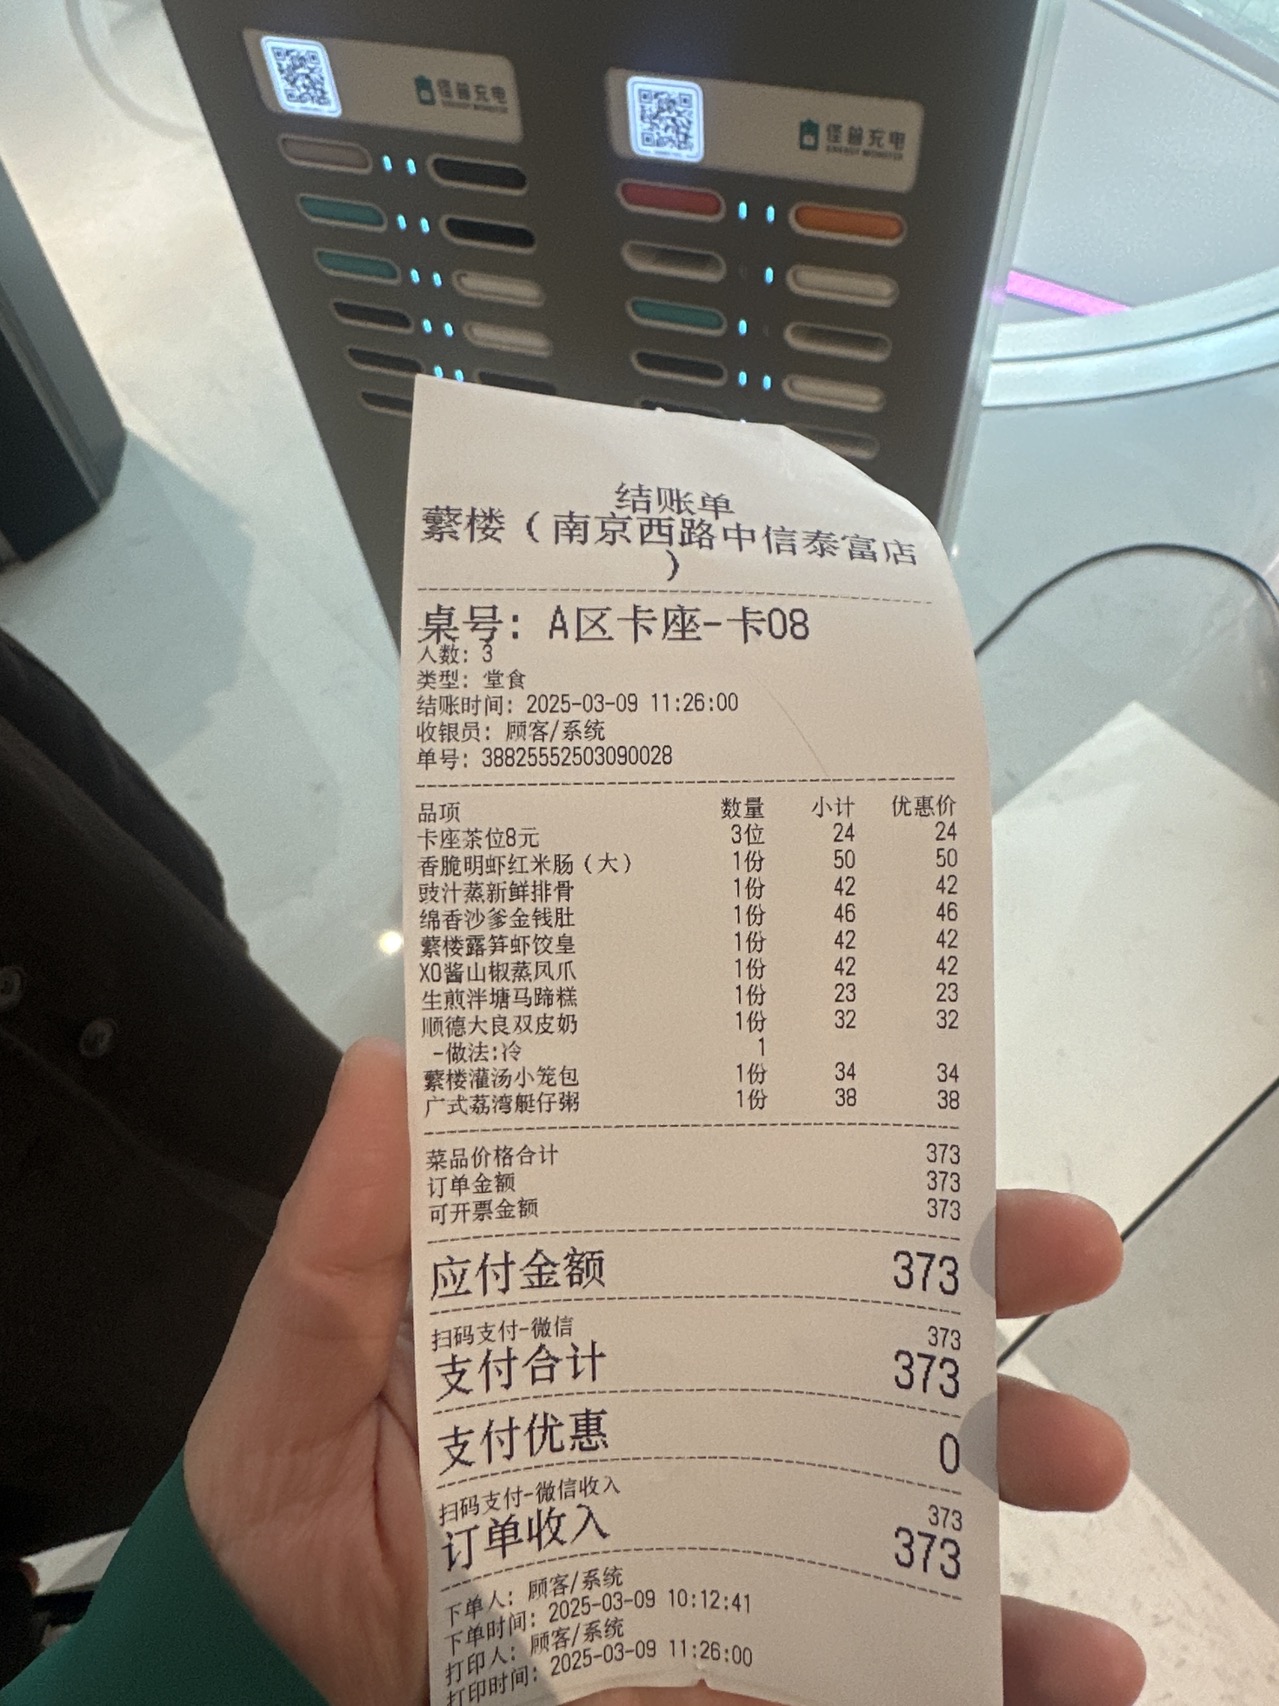 怪兽充电
ENERGY MONSTER
怪兽充电
ENERGY MONSTER
结账单
蘩楼（南京西路中信泰富店
）
桌号: A区卡座-卡08
人数: 3
类型: 堂食
结账时间: 2025-03-09 11:26:00
收银员: 顾客/系统
单号: 38825552503090028
品项 数量 小计 优惠价
卡座茶位8元 3位 24 24
香脆明虾红米肠（大） 1份 50 50
豉汁蒸新鲜排骨 1份 42 42
绵香沙爹金钱肚 1份 46 46
蘩楼露笋虾饺皇 1份 42 42
XO酱山椒蒸凤爪 1份 42 42
生煎泮塘马蹄糕 1份 23 23
顺德大良双皮奶 1份 32 32
-做法:冷 1
蘩楼灌汤小笼包 1份 34 34
广式荔湾艇仔粥 1份 38 38
菜品价格合计 373
订单金额 373
可开票金额 373
应付金额 373
扫码支付-微信 373
支付合计 373
支付优惠 0
扫码支付-微信收入 373
订单收入 373
下单人: 顾客/系统
下单时间: 2025-03-09 10:12:41
打印人: 顾客/系统
打印时间: 2025-03-09 11:26:00